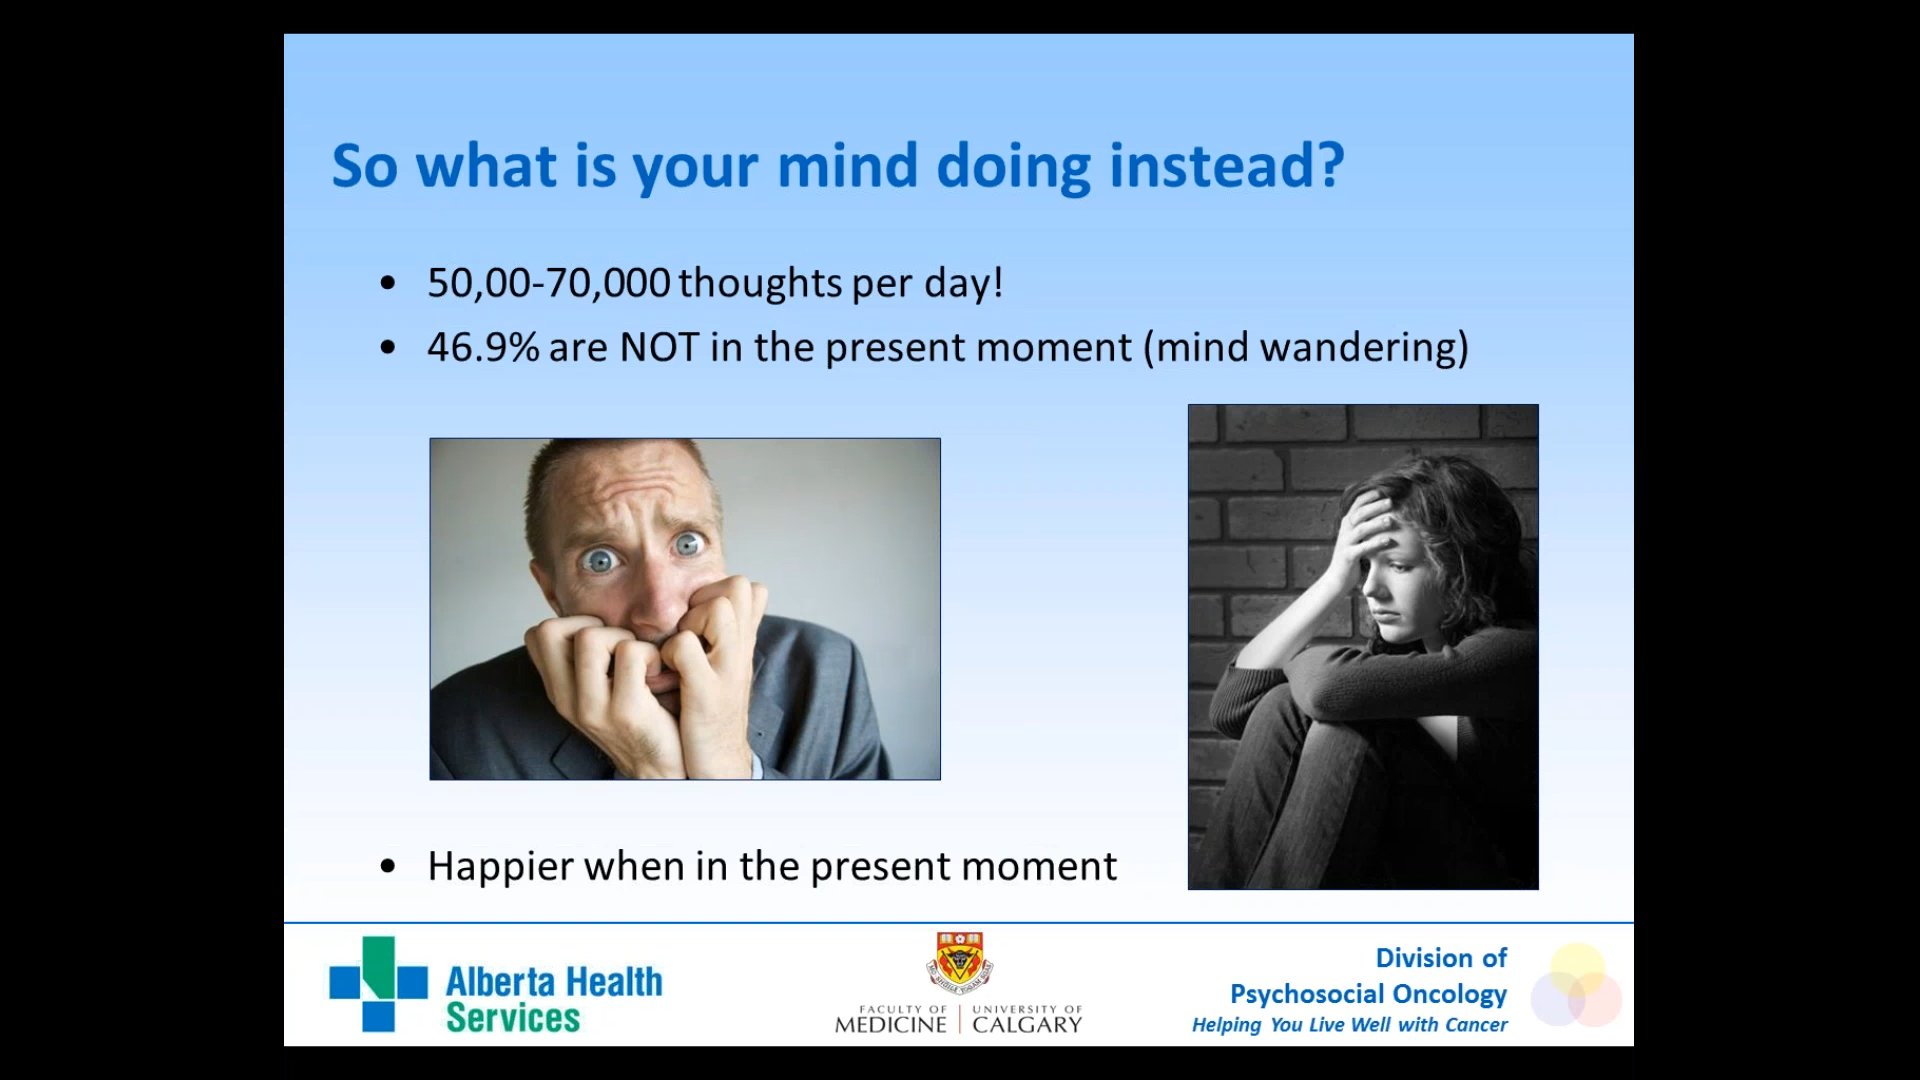 So what is your mind doing instead?
• 50,00-70,000 thoughts per day!
• 46.9% are NOT in the present moment (mind wandering)
• Happier when in the present moment
Alberta Health
Services
FACULTY OF | UNIVERSITY OF
MEDICINE | CALGARY
Division of
Psychosocial Oncology
Helping You Live Well with Cancer